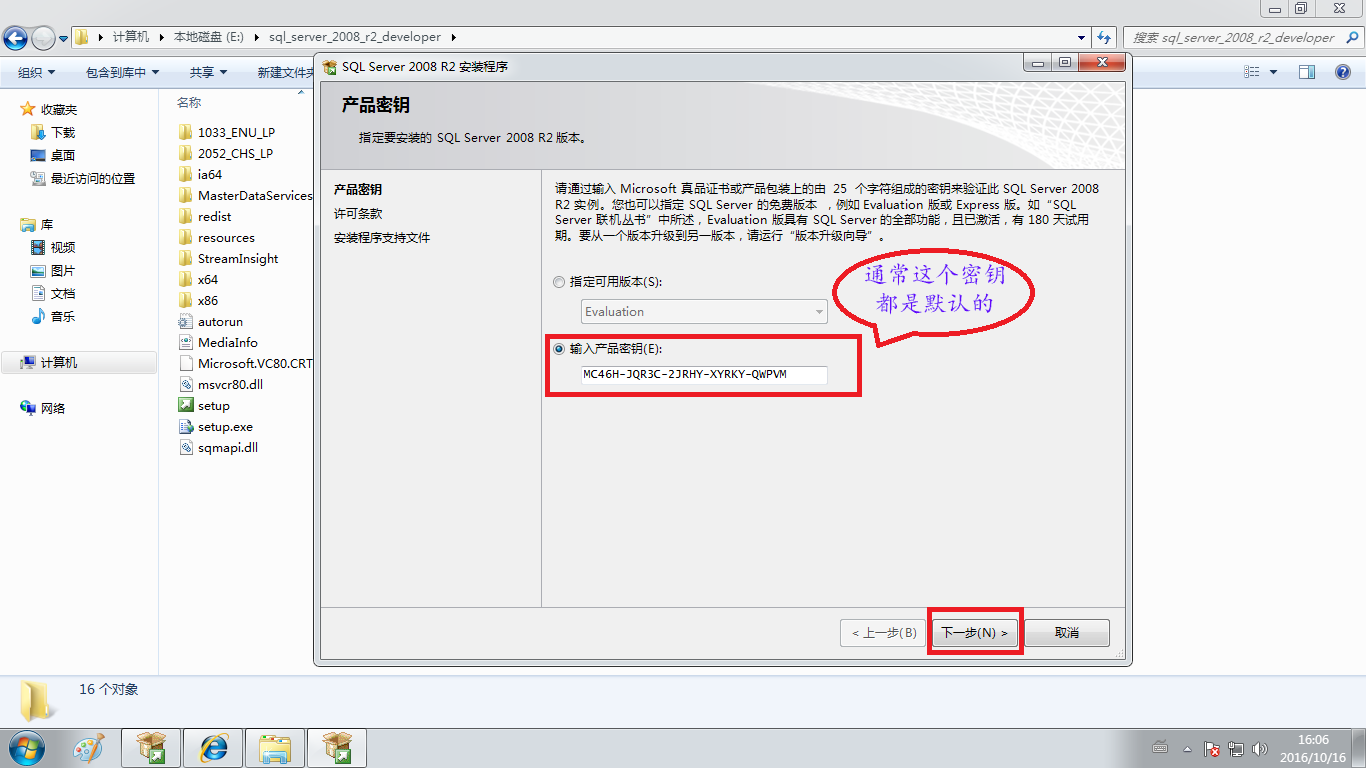 计算机 ▸ 本地磁盘 (E:) ▸ sql_server_2008_r2_developer ▸
搜索 sql_server_2008_r2_developer
组织 包含到库中 共享 新建文件夹
收藏夹
下载
桌面
最近访问的位置
库
视频
图片
文档
音乐
计算机
网络
名称
1033_ENU_LP
2052_CHS_LP
ia64
MasterDataServices
redist
resources
StreamInsight
x64
x86
autorun
MediaInfo
Microsoft.VC80.CRT
msvcr80.dll
setup
setup.exe
sqmapi.dll
SQL Server 2008 R2 安装程序
产品密钥
指定要安装的 SQL Server 2008 R2 版本。
产品密钥
许可条款
安装程序支持文件
请通过输入 Microsoft 真品证书或产品包装上的由 25 个字符组成的密钥来验证此 SQL Server 2008
R2 实例。您也可以指定 SQL Server 的免费版本 ，例如 Evaluation 版或 Express 版。如“SQL
Server 联机丛书”中所述，Evaluation 版具有 SQL Server 的全部功能，且已激活，有 180 天试用
期。要从一个版本升级到另一版本，请运行“版本升级向导”。
指定可用版本(S):
Evaluation
输入产品密钥(E):
MC46H-JQR3C-2JRHY-XYRKY-QWPVM
通常这个密钥
都是默认的
< 上一步(B) 下一步(N) > 取消
16 个对象
16:06
2016/10/16